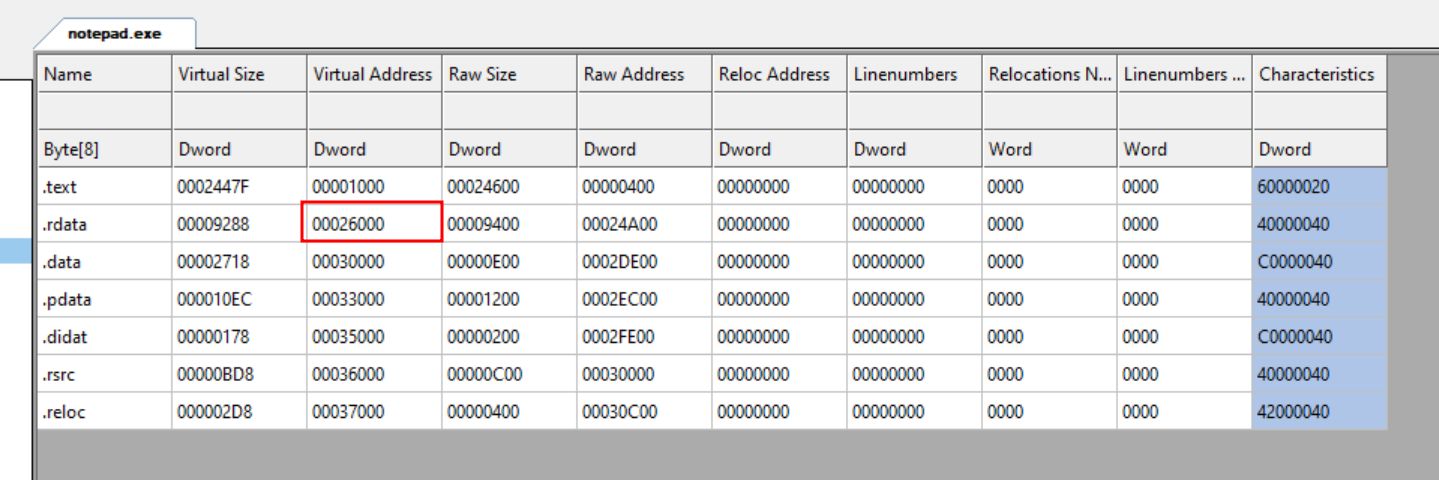 notepad.exe
Name Virtual Size Virtual Address Raw Size Raw Address Reloc Address Linenumbers Relocations N... Linenumbers ... Characteristics
Byte[8] Dword Dword Dword Dword Dword Dword Word Word Dword
.text 0002447F 00001000 00024600 00000400 00000000 00000000 0000 0000 60000020
.rdata 00009288 00026000 00009400 00024A00 00000000 00000000 0000 0000 40000040
.data 00002718 00030000 00000E00 0002DE00 00000000 00000000 0000 0000 C0000040
.pdata 000010EC 00033000 00001200 0002EC00 00000000 00000000 0000 0000 40000040
.didat 00000178 00035000 00000200 0002FE00 00000000 00000000 0000 0000 C0000040
.rsrc 00000BD8 00036000 00000C00 00030000 00000000 00000000 0000 0000 40000040
.reloc 000002D8 00037000 00000400 00030C00 00000000 00000000 0000 0000 42000040